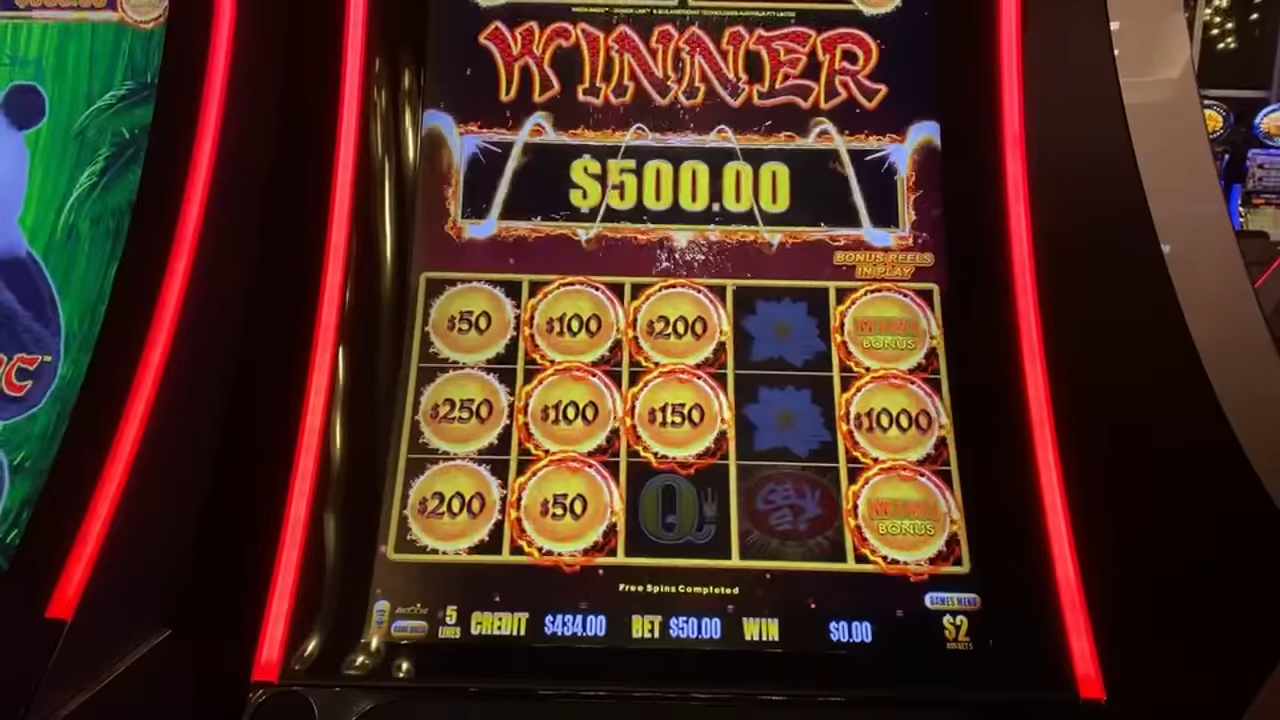 WINNER
$500.00
BONUS REELS
IN PLAY
$50 $100 $200 BONUS
$250 $100 $150 $1000
$200 $50 Q BONUS
Free Spins Completed
GAMES MENU
5 LINES CREDIT $434.00 BET $50.00 WIN $0.00 $2